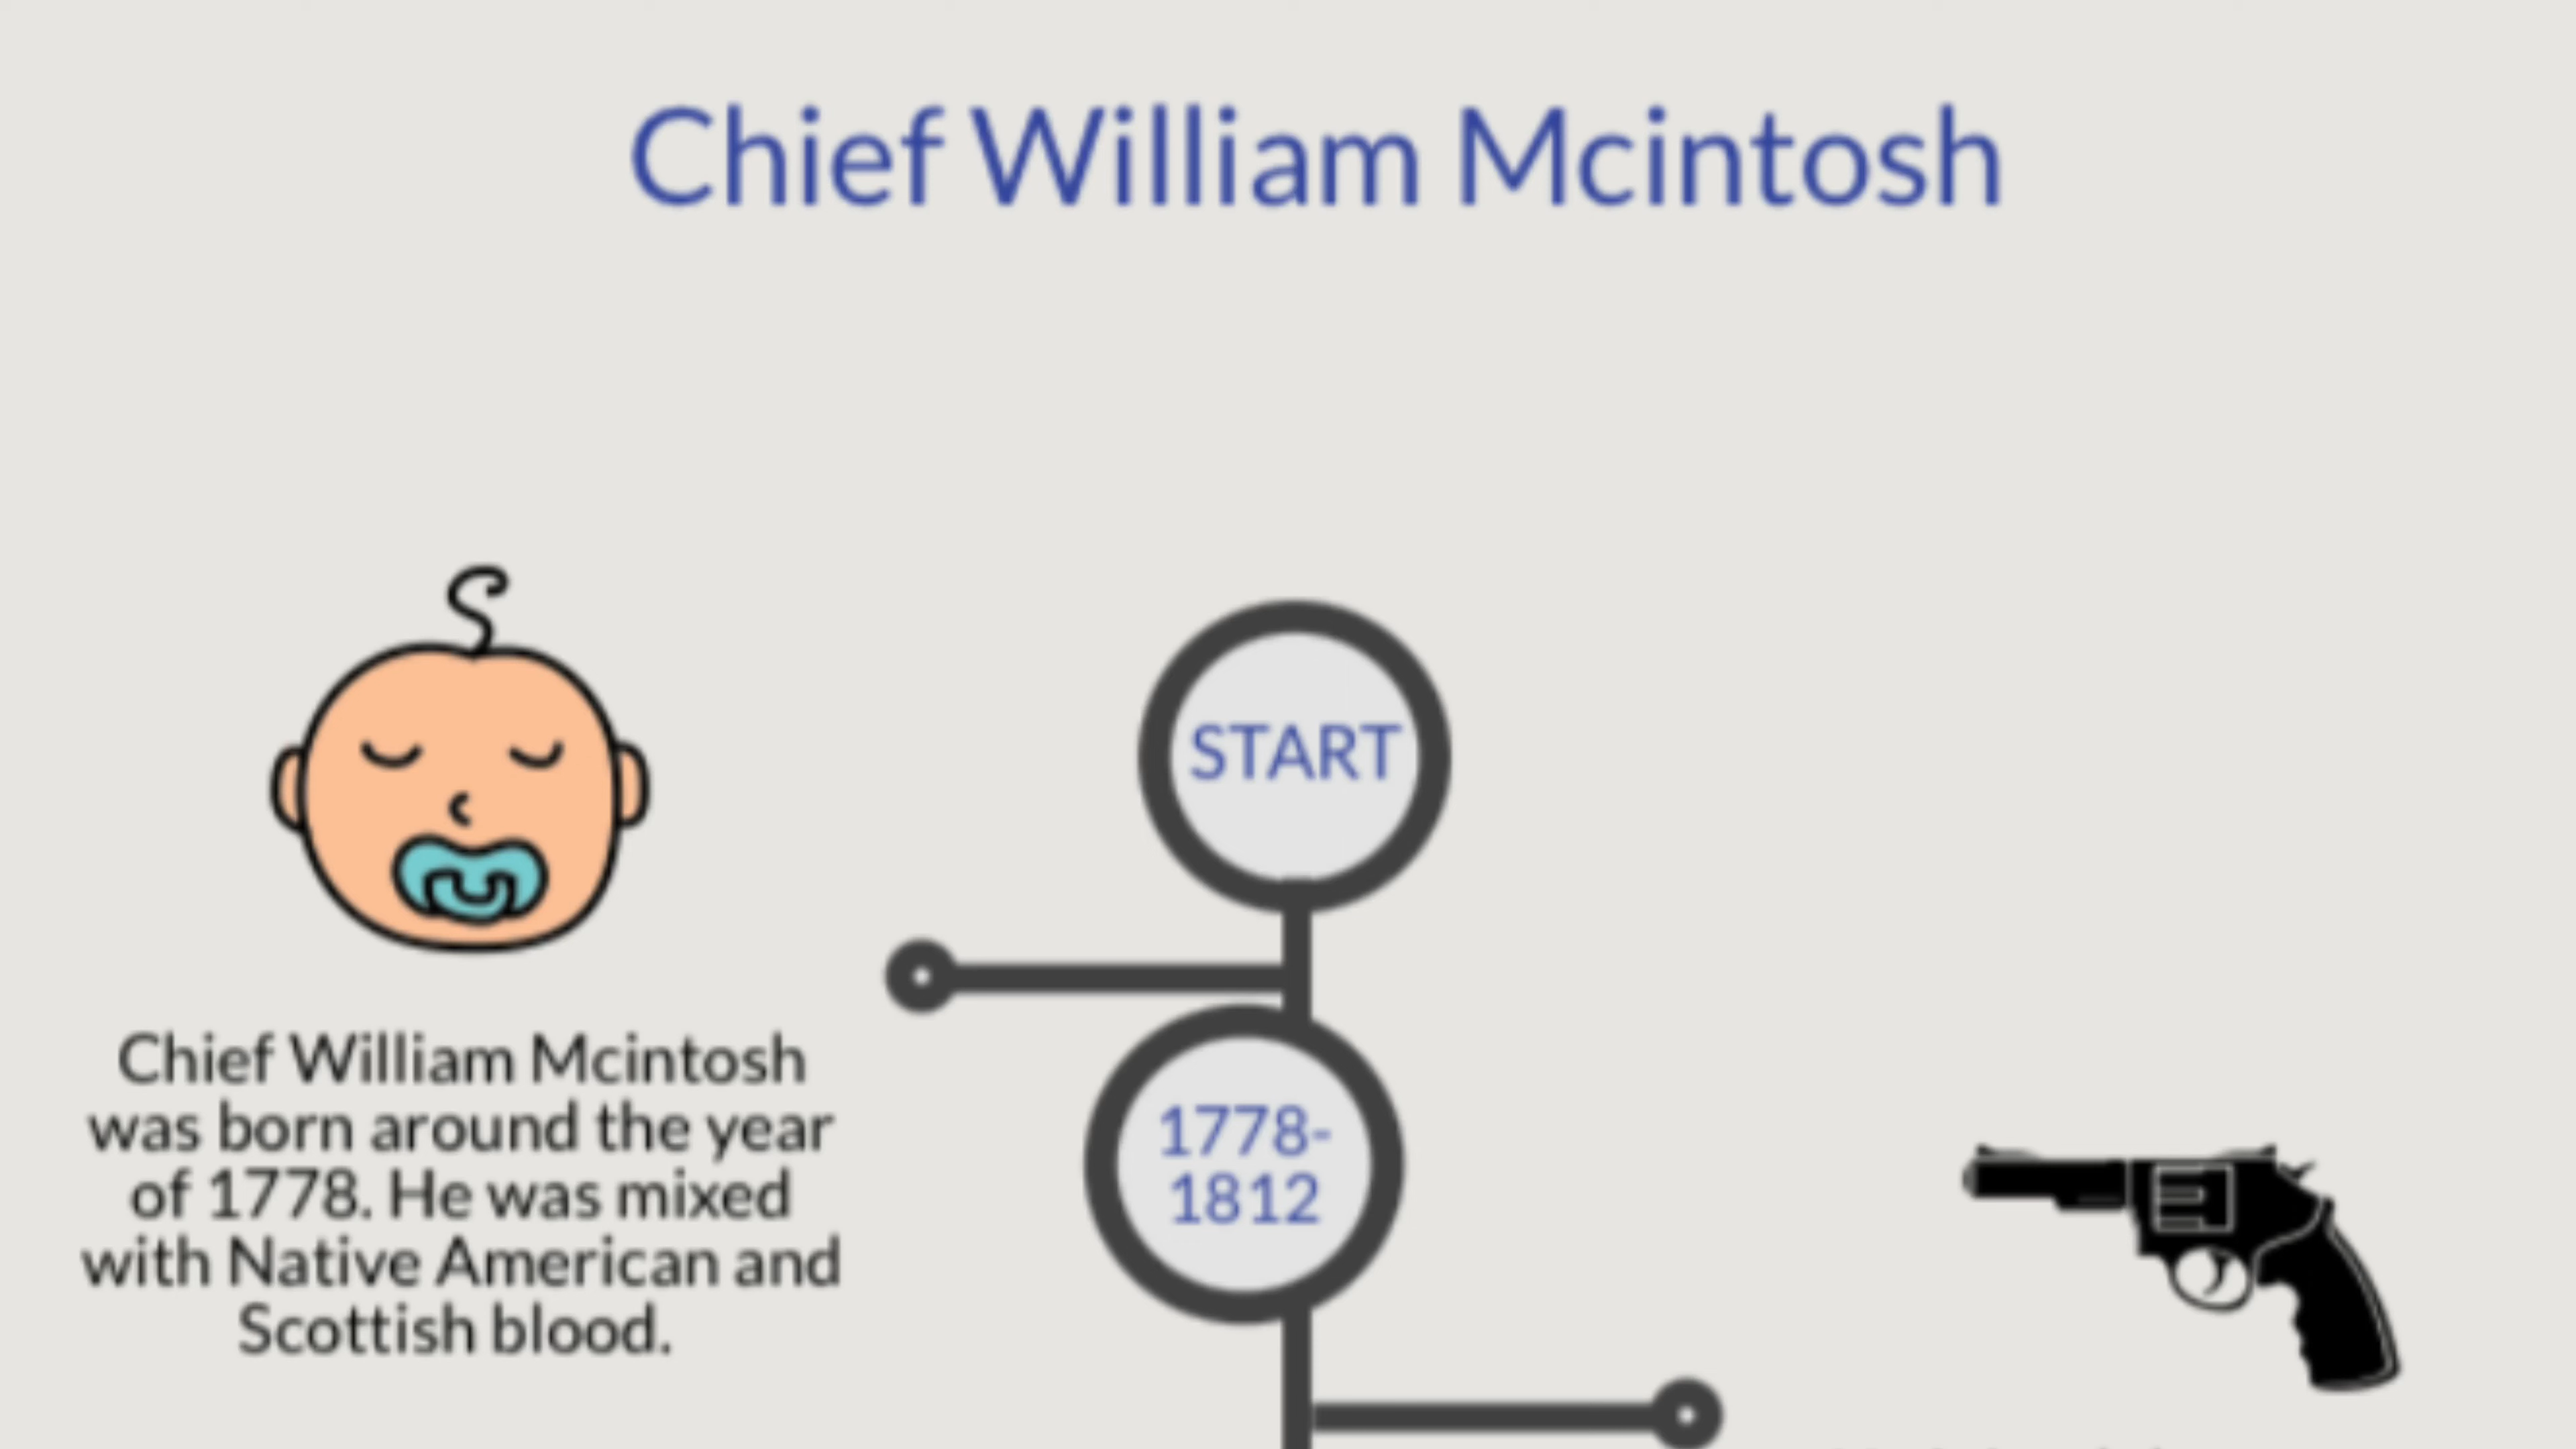 Chief William Mcintosh
START
Chief William Mcintosh
was born around the year
of 1778. He was mixed
with Native American and
Scottish blood.
1778-
1812